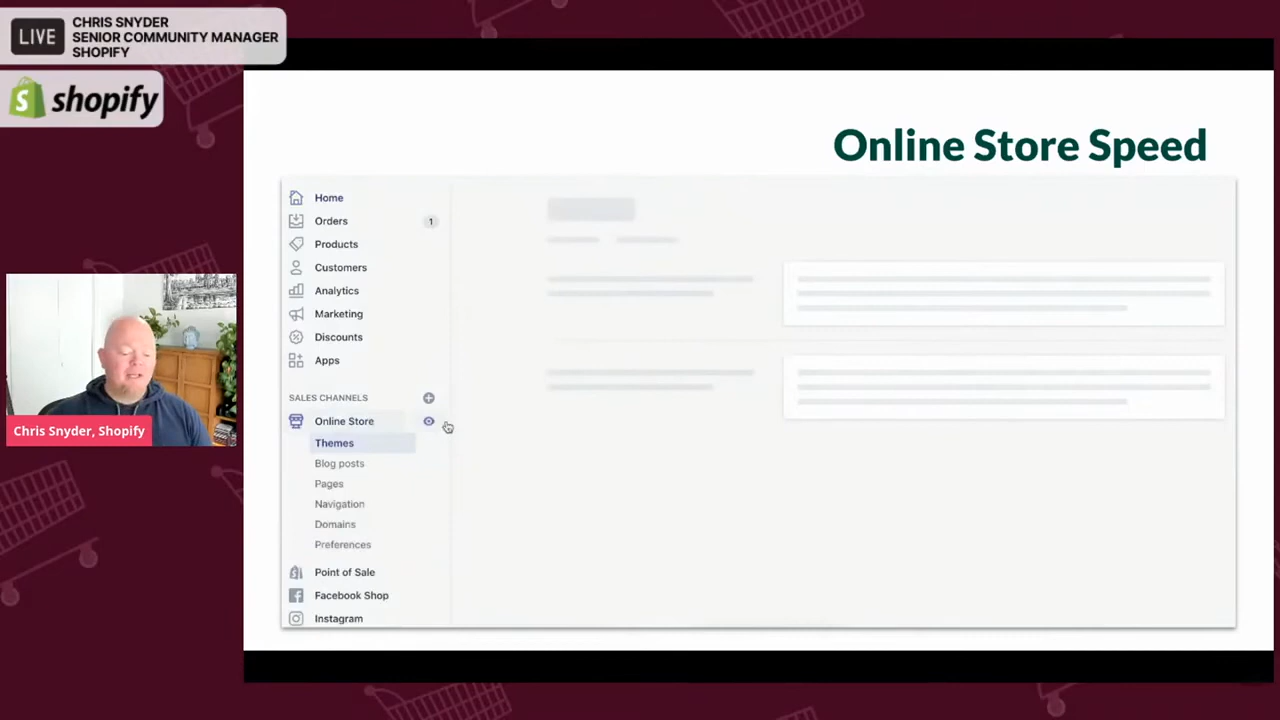 LIVE
CHRIS SNYDER
SENIOR COMMUNITY MANAGER
SHOPIFY
shopify
Online Store Speed
Home
Orders 1
Products
Customers
Analytics
Marketing
Discounts
Apps
SALES CHANNELS
Online Store
Themes
Blog posts
Pages
Navigation
Domains
Preferences
Point of Sale
Facebook Shop
Instagram
Chris Snyder, Shopify